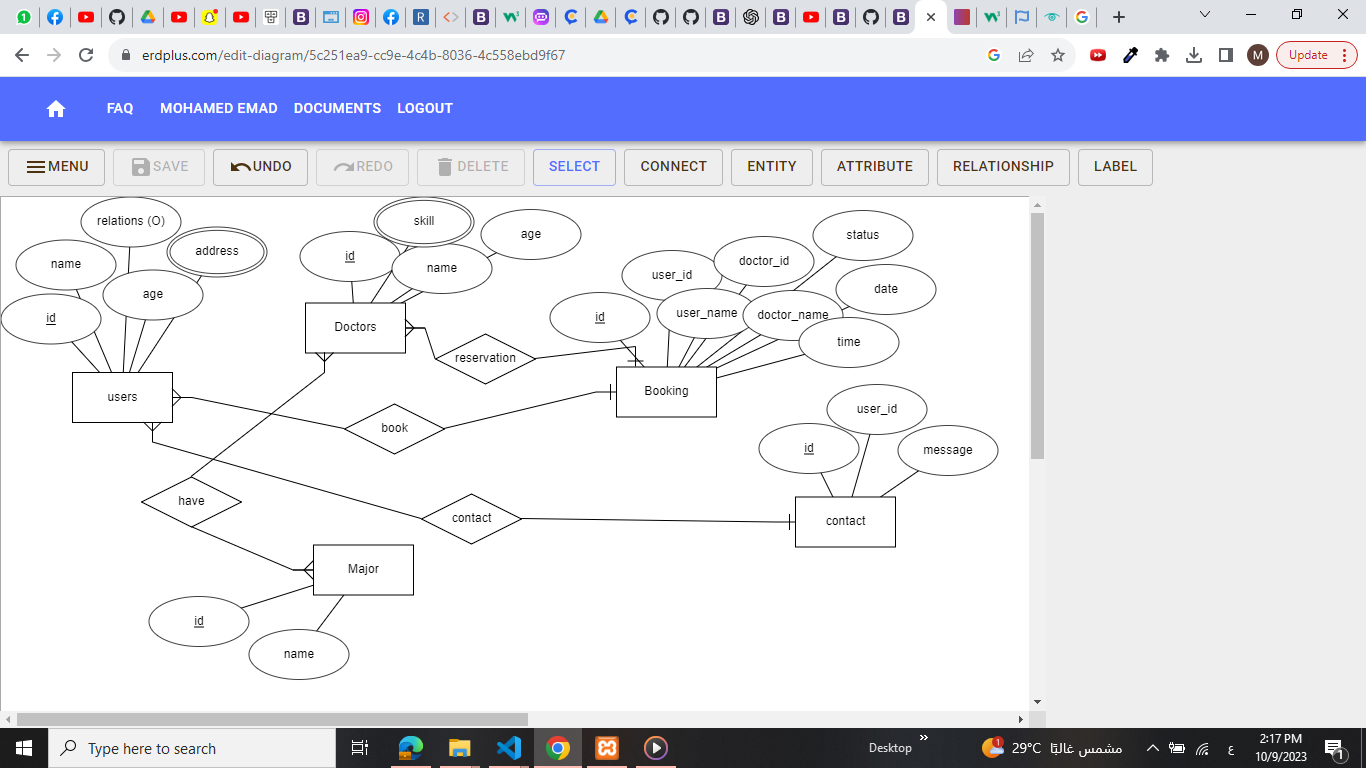 erdplus.com/edit-diagram/5c251ea9-cc9e-4c4b-8036-4c558ebd9f67
M
Update
FAQ
MOHAMED EMAD
DOCUMENTS
LOGOUT
MENU
SAVE
UNDO
REDO
DELETE
SELECT
CONNECT
ENTITY
ATTRIBUTE
RELATIONSHIP
LABEL
relations (O)
address
name
age
id
users
skill
age
id
name
Doctors
reservation
status
doctor_id
user_id
date
id
user_name
doctor_name
time
Booking
book
user_id
id
message
contact
have
contact
Major
id
name
Type here to search
Desktop
1
29°C
مشمس غالبًا
ع
2:17 PM
10/9/2023
1